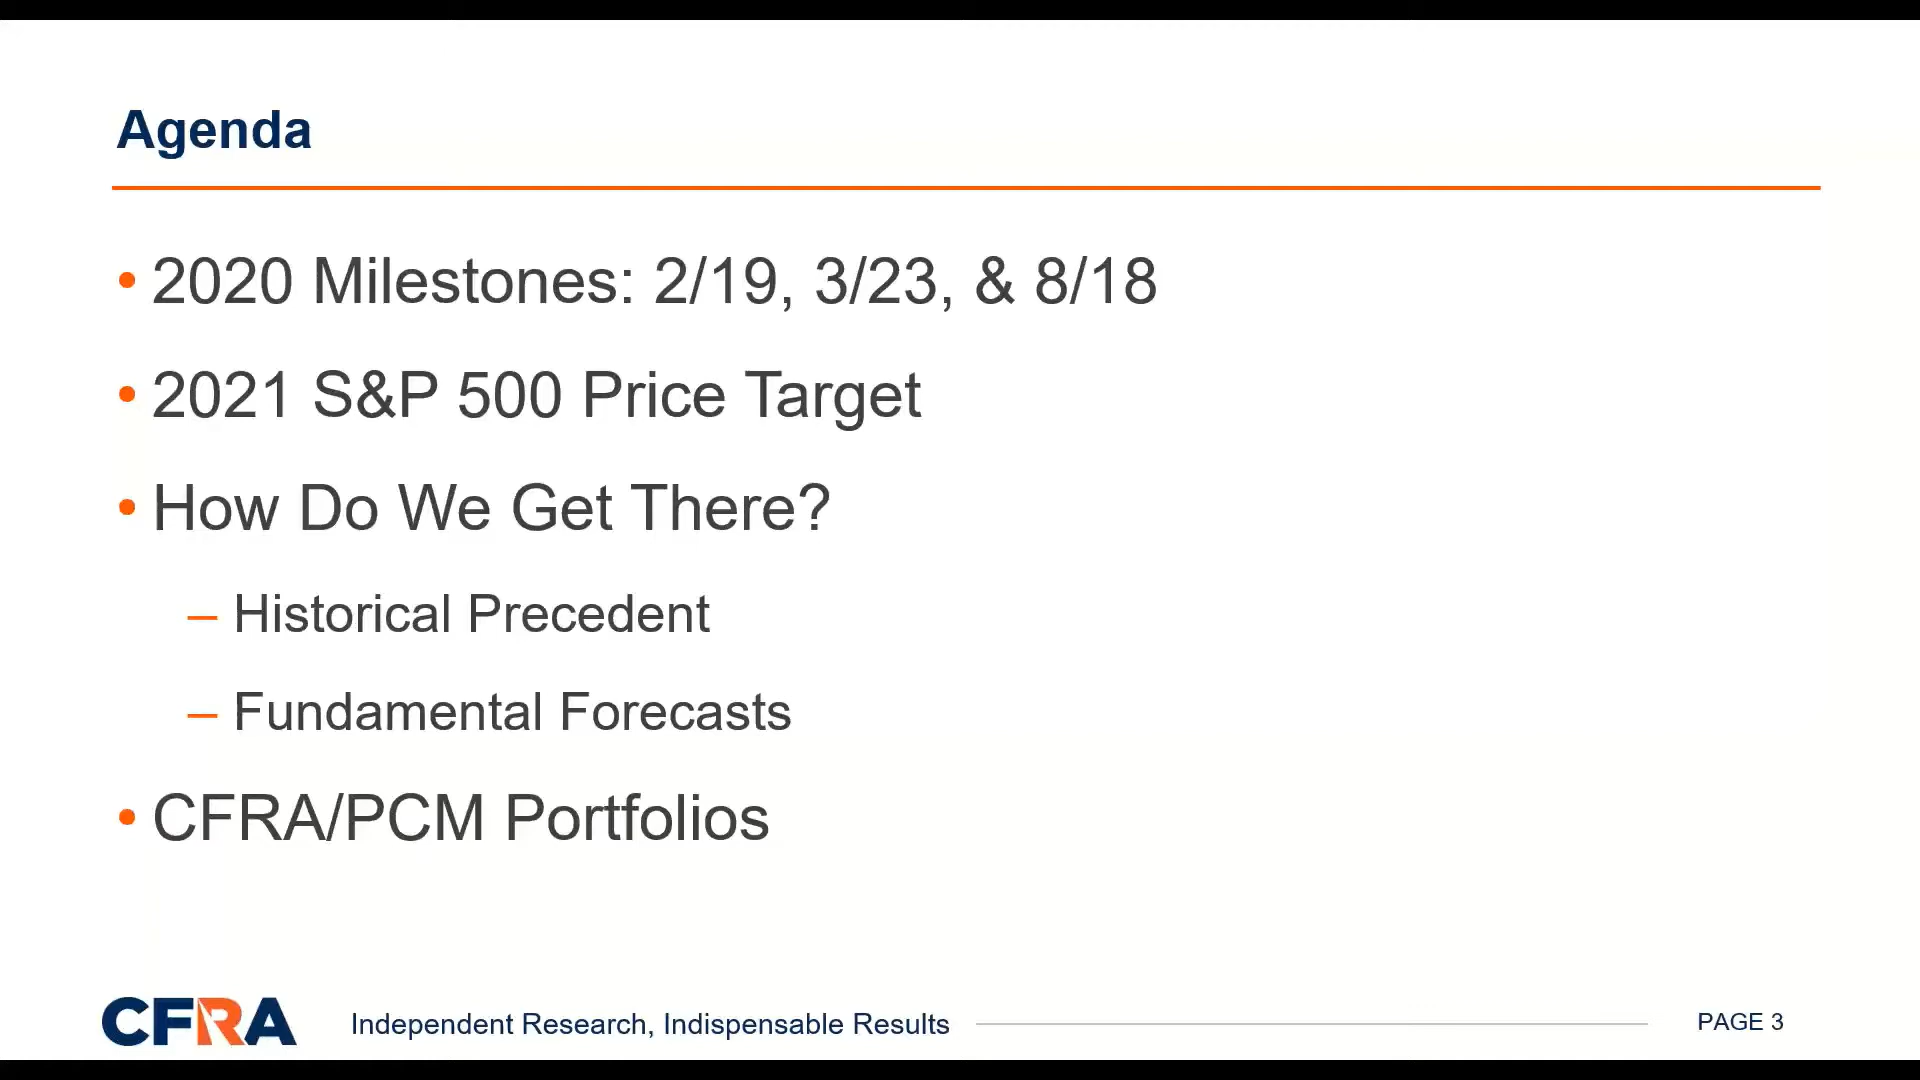 Agenda
• 2020 Milestones: 2/19, 3/23, & 8/18
• 2021 S&P 500 Price Target
• How Do We Get There?
– Historical Precedent
– Fundamental Forecasts
• CFRA/PCM Portfolios
CFRA Independent Research, Indispensable Results PAGE 3